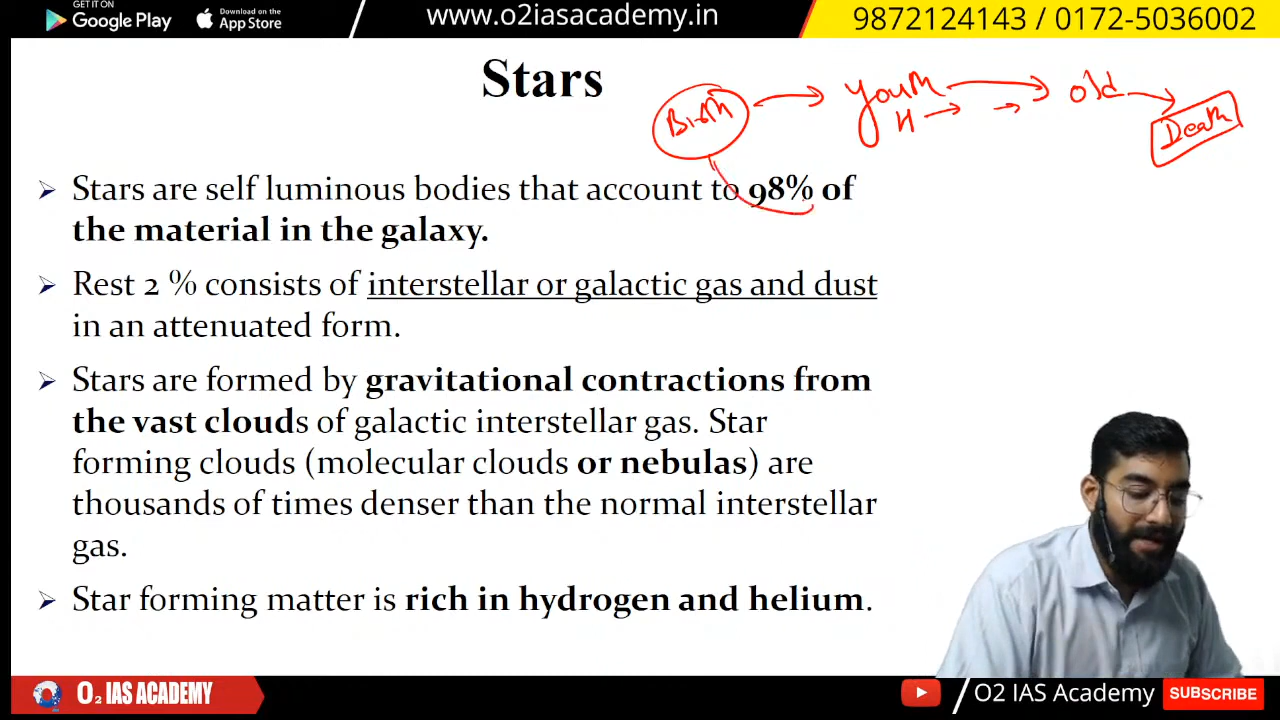 GET IT ON
Google Play
Download on the
App Store
www.o2iasacademy.in
9872124143 / 0172-5036002
Stars
Birth → Youth → old → Death
H → →
➢ Stars are self luminous bodies that account to 98% of
the material in the galaxy.
➢ Rest 2 % consists of interstellar or galactic gas and dust
in an attenuated form.
➢ Stars are formed by gravitational contractions from
the vast clouds of galactic interstellar gas. Star
forming clouds (molecular clouds or nebulas) are
thousands of times denser than the normal interstellar
gas.
➢ Star forming matter is rich in hydrogen and helium.
O2 IAS ACADEMY
O2 IAS Academy
SUBSCRIBE